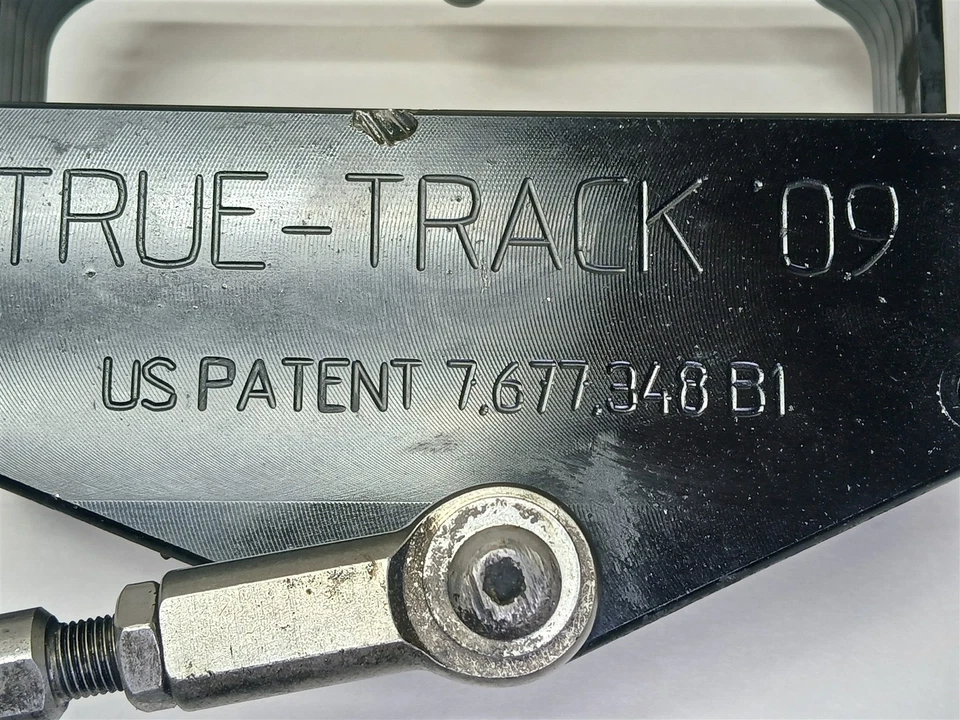 TRUE-TRACK '09
US PATENT 7,677,348 B1